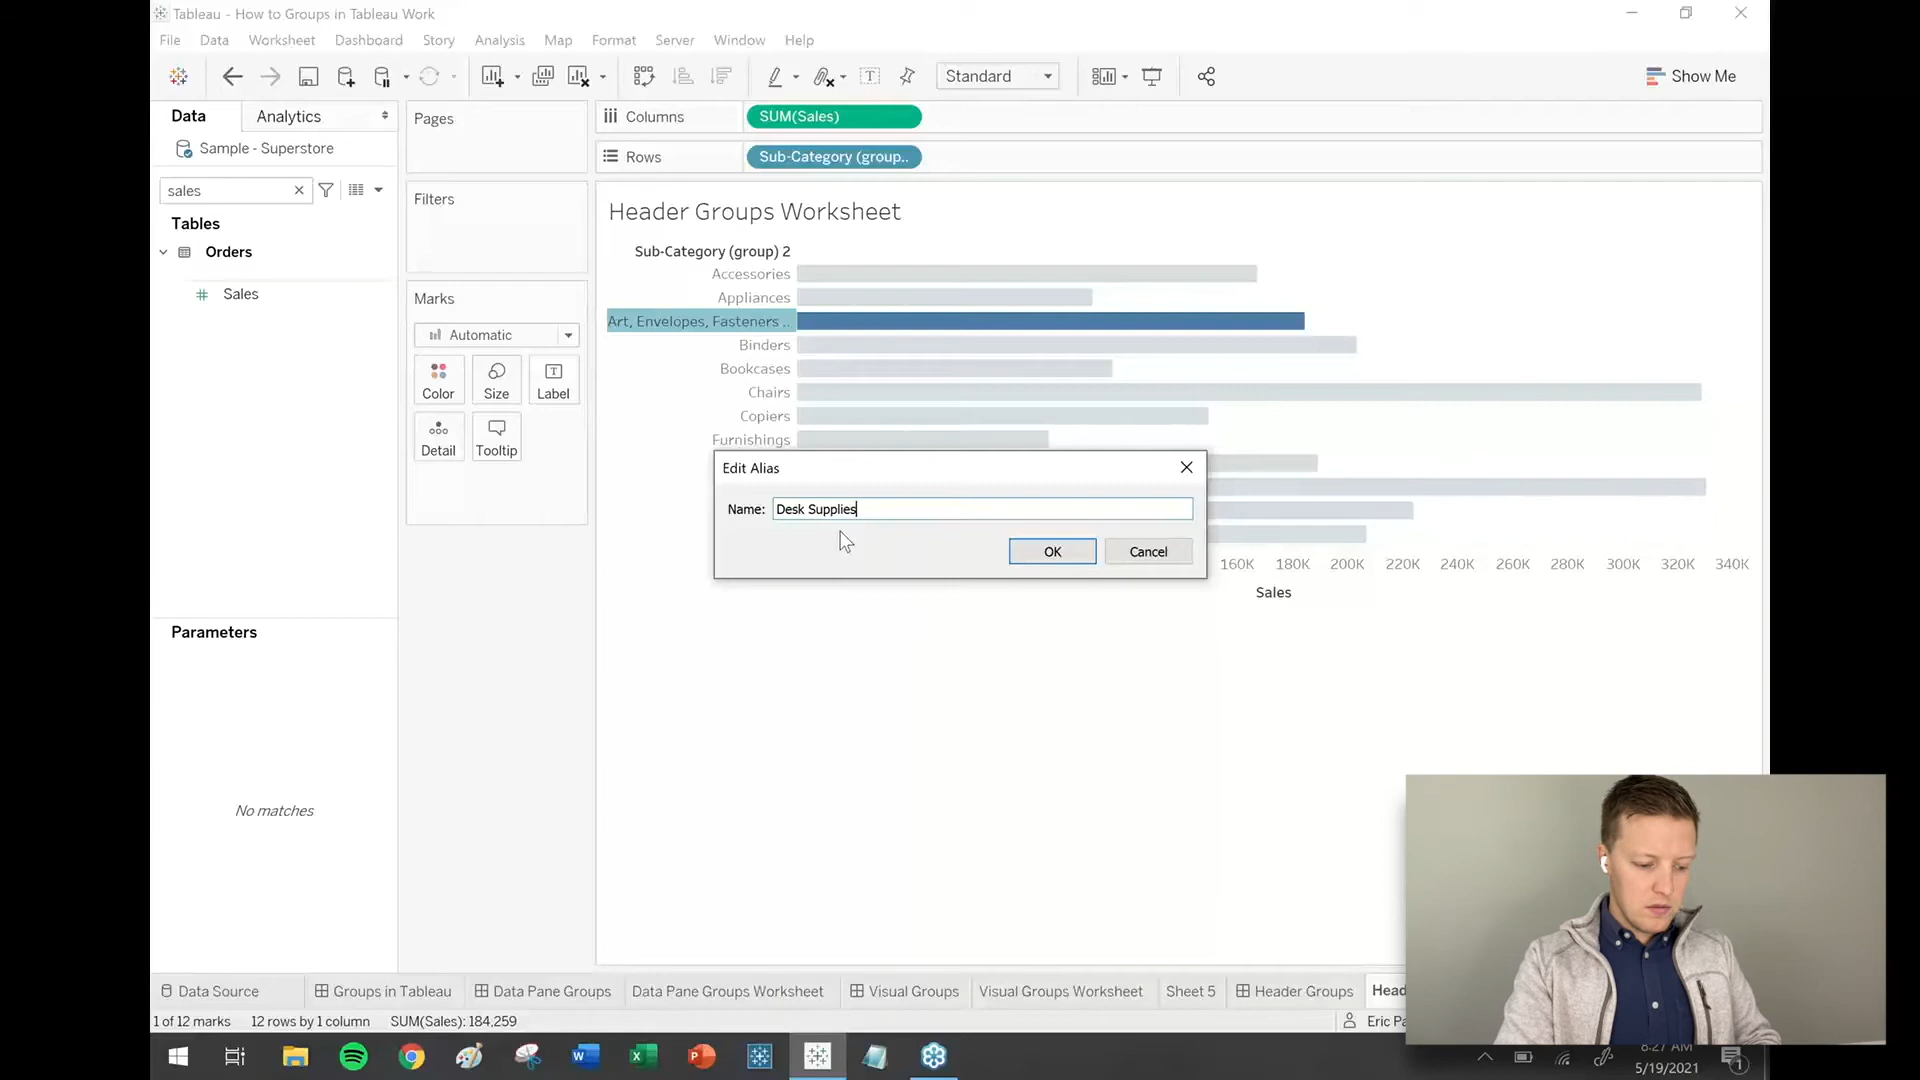 Tableau - How to Groups in Tableau Work
File Data Worksheet Dashboard Story Analysis Map Format Server Window Help
Standard
Show Me
Data
Analytics
Pages
Columns
SUM(Sales)
Sample - Superstore
Rows
Sub-Category (group..
sales
Filters
Tables
Header Groups Worksheet
Orders
Sub-Category (group) 2
Accessories
Sales
Appliances
Marks
Art, Envelopes, Fasteners ..
Automatic
Binders
Bookcases
Color
Size
Label
Chairs
Copiers
Furnishings
Detail
Tooltip
Edit Alias
Name:
Desk Supplies
OK
Cancel
160K 180K 200K 220K 240K 260K 280K 300K 320K 340K
Sales
Parameters
No matches
Data Source
Groups in Tableau
Data Pane Groups
Data Pane Groups Worksheet
Visual Groups
Visual Groups Worksheet
Sheet 5
Header Groups
Head
1 of 12 marks
12 rows by 1 column
SUM(Sales): 184,259
Eric Pa
8:27 AM
5/19/2021
1